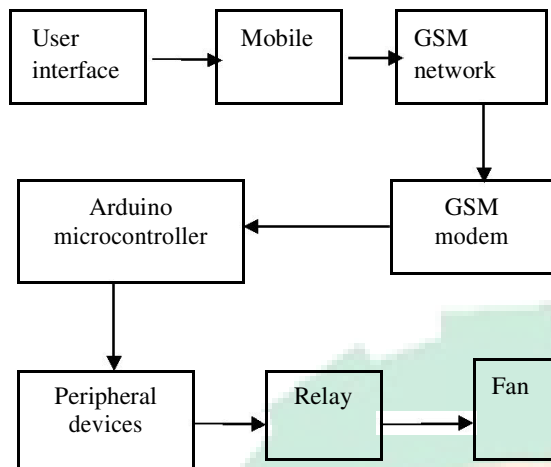 User
interface
Mobile
GSM
network
Arduino
microcontroller
GSM
modem
Peripheral
devices
Relay
Fan